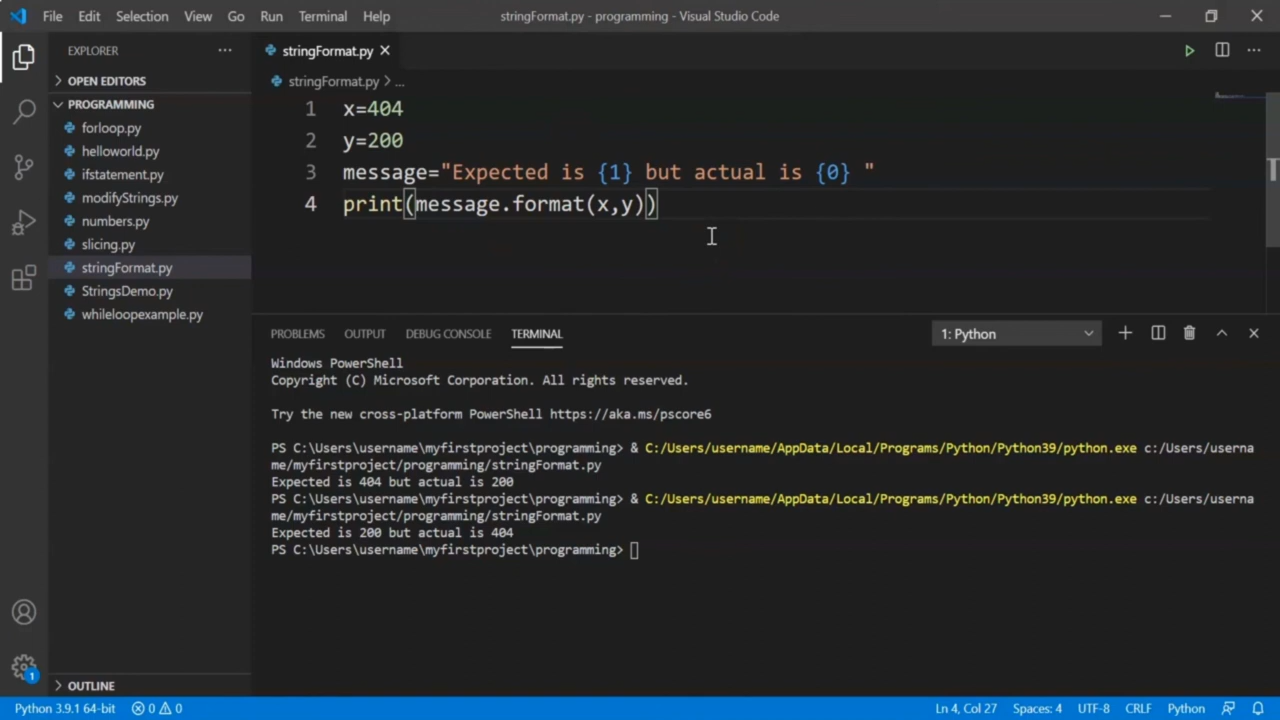 File Edit Selection View Go Run Terminal Help
stringFormat.py - programming - Visual Studio Code
EXPLORER
OPEN EDITORS
PROGRAMMING
forloop.py
helloworld.py
ifstatement.py
modifyStrings.py
numbers.py
slicing.py
stringFormat.py
StringsDemo.py
whileloopexample.py
OUTLINE
stringFormat.py
stringFormat.py > ...
1 x=404
2 y=200
3 message="Expected is {1} but actual is {0} "
4 print(message.format(x,y))
PROBLEMS OUTPUT DEBUG CONSOLE TERMINAL
1: Python
Windows PowerShell
Copyright (C) Microsoft Corporation. All rights reserved.
Try the new cross-platform PowerShell https://aka.ms/pscore6
PS C:\Users\username\myfirstproject\programming> & C:/Users/username/AppData/Local/Programs/Python/Python39/python.exe c:/Users/userna
me/myfirstproject/programming/stringFormat.py
Expected is 404 but actual is 200
PS C:\Users\username\myfirstproject\programming> & C:/Users/username/AppData/Local/Programs/Python/Python39/python.exe c:/Users/userna
me/myfirstproject/programming/stringFormat.py
Expected is 200 but actual is 404
PS C:\Users\username\myfirstproject\programming>
1
Python 3.9.1 64-bit 0 0
Ln 4, Col 27 Spaces: 4 UTF-8 CRLF Python